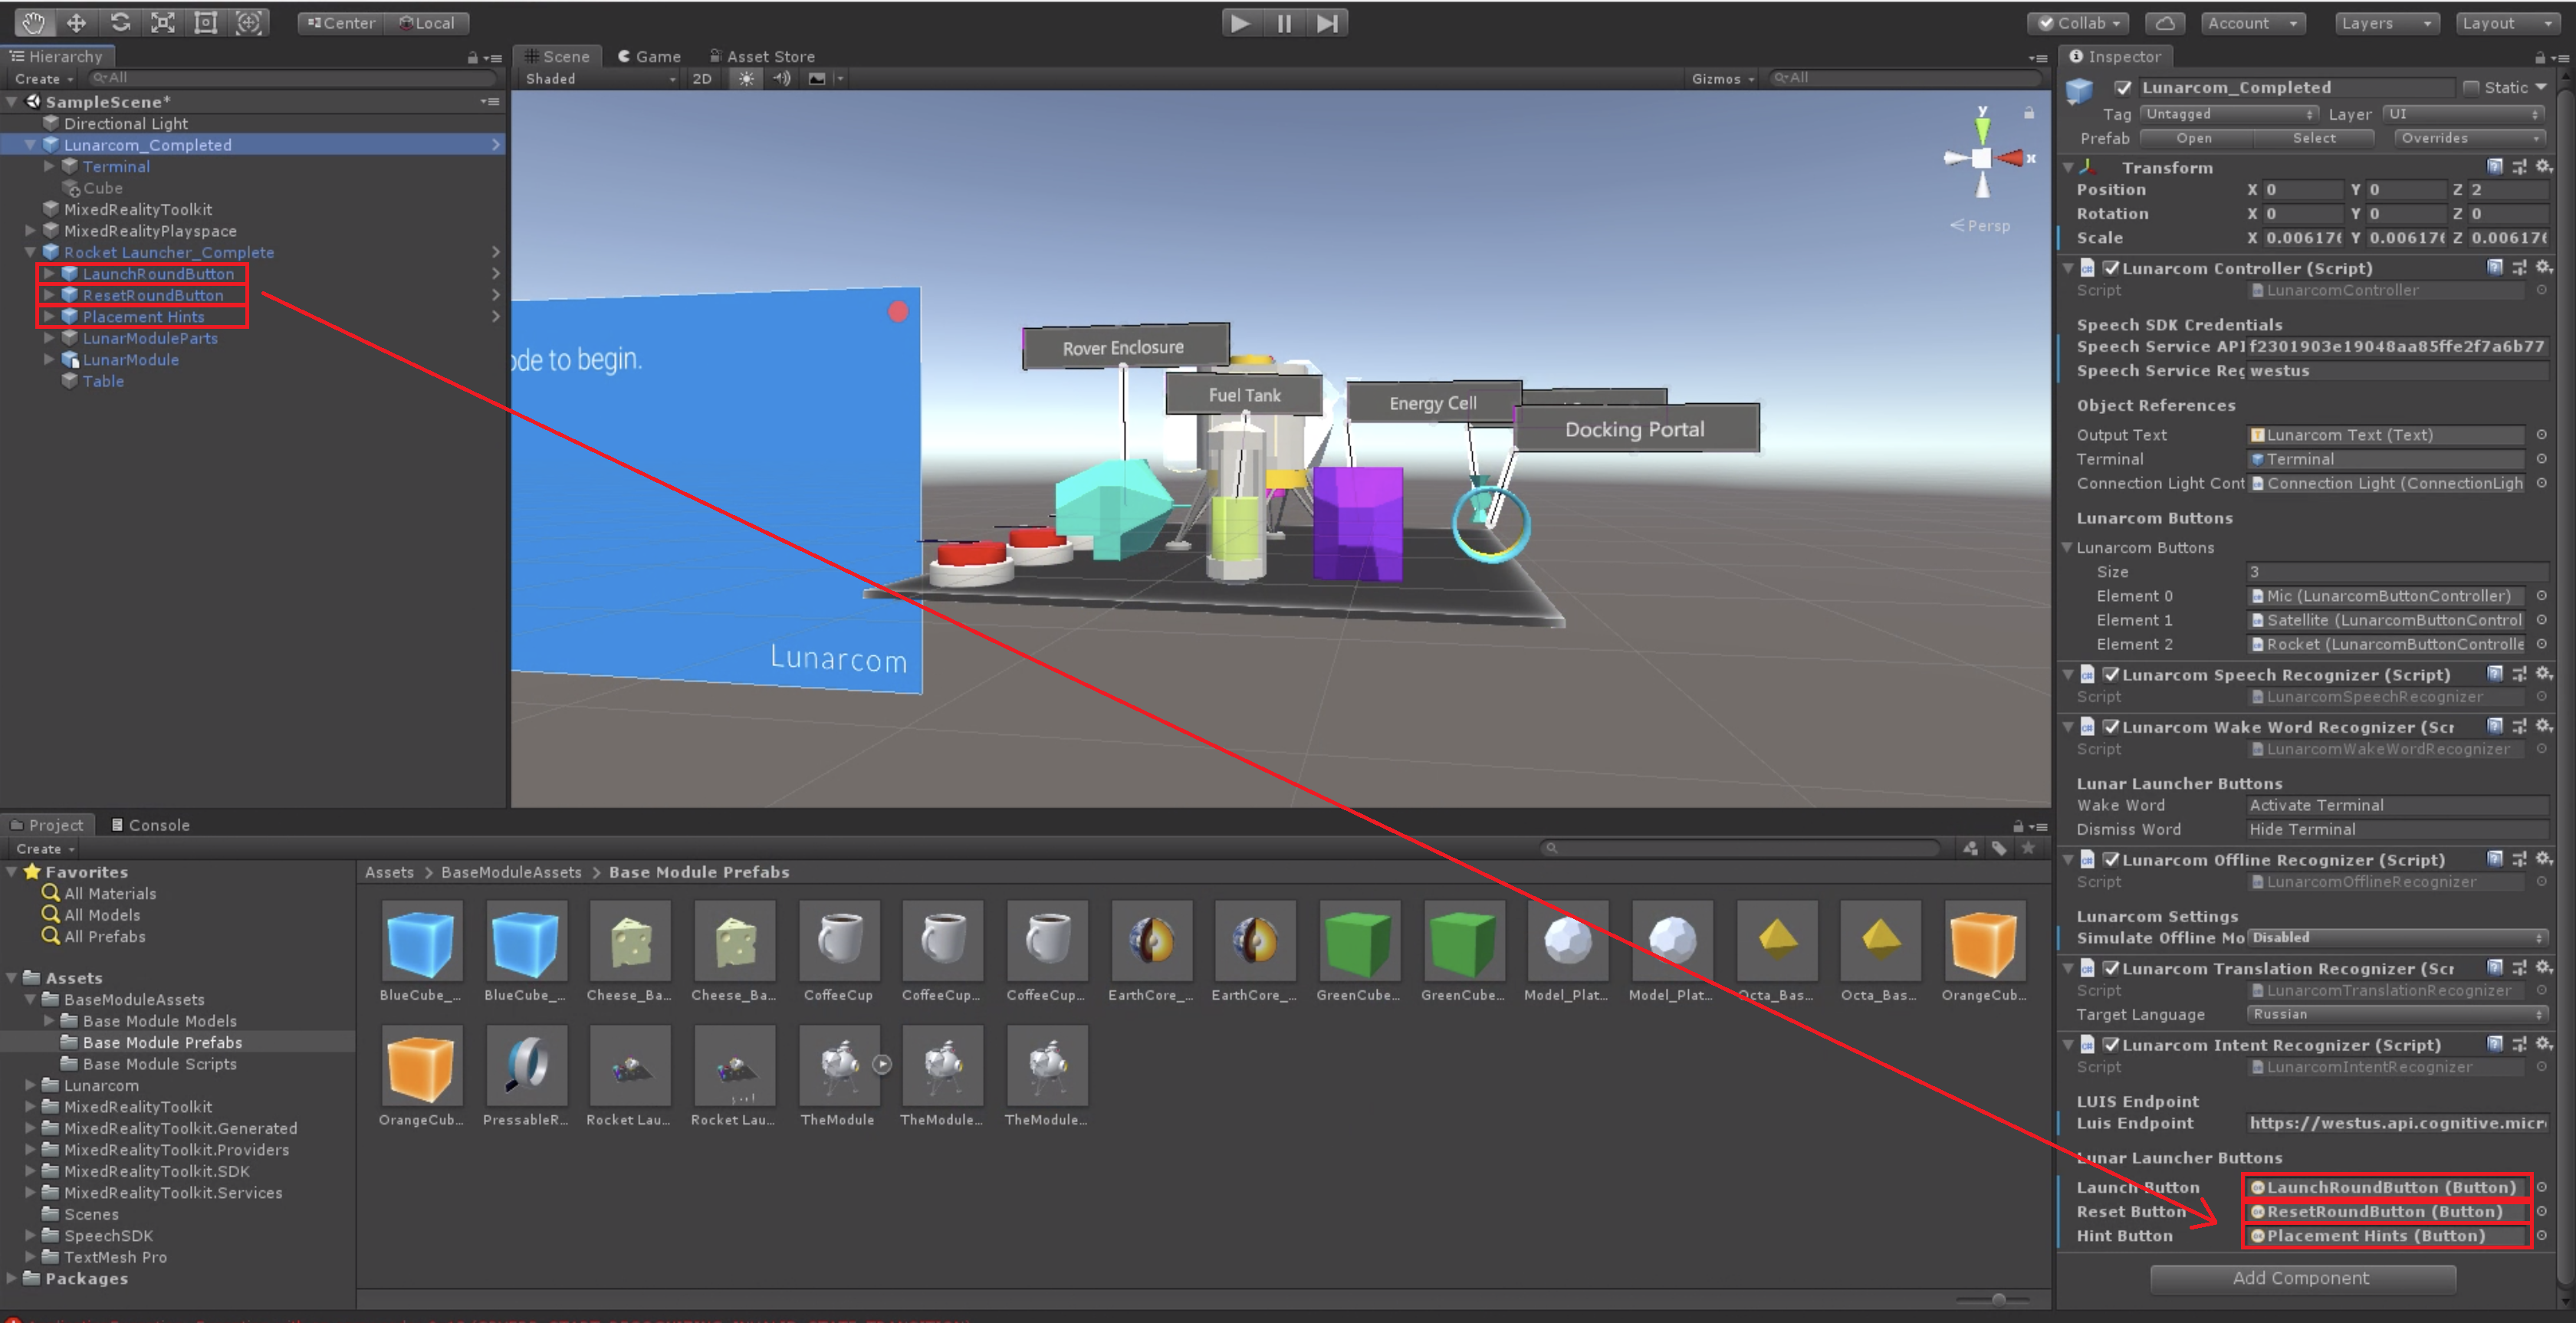 Center Local
Collab Account Layers Layout
Hierarchy
Create All
SampleScene*
Directional Light
Lunarcom_Completed
Terminal
Cube
MixedRealityToolkit
MixedRealityPlayspace
Rocket Launcher_Complete
LaunchRoundButton
ResetRoundButton
Placement Hints
LunarModuleParts
LunarModule
Table
Scene Game Asset Store
Shaded 2D Gizmos All
y
x
Persp
ode to begin.
Rover Enclosure
Fuel Tank
Energy Cell
Docking Portal
Lunarcom
Project Console
Create
Favorites
All Materials
All Models
All Prefabs
Assets
BaseModuleAssets
Base Module Models
Base Module Prefabs
Base Module Scripts
Lunarcom
MixedRealityToolkit
MixedRealityToolkit.Generated
MixedRealityToolkit.Providers
MixedRealityToolkit.SDK
MixedRealityToolkit.Services
Scenes
SpeechSDK
TextMesh Pro
Packages
Assets > BaseModuleAssets > Base Module Prefabs
BlueCube_... BlueCube_... Cheese_Ba... Cheese_Ba... CoffeeCup CoffeeCup... CoffeeCup... EarthCore_... EarthCore_... GreenCube... GreenCube... Model_Plat... Model_Plat... Octa_Bas... Octa_Bas... OrangeCub...
OrangeCub... PressableR... Rocket Lau... Rocket Lau... TheModule TheModule... TheModule...
Inspector
Lunarcom_Completed Static
Tag Untagged Layer UI
Prefab Open Select Overrides
Transform
Position X 0 Y 0 Z 2
Rotation X 0 Y 0 Z 0
Scale X 0.00617 Y 0.00617 Z 0.00617
Lunarcom Controller (Script)
Script LunarcomController
Speech SDK Credentials
Speech Service API f2301903e19048aa85ffe2f7a6b77
Speech Service Reg westus
Object References
Output Text Lunarcom Text (Text)
Terminal Terminal
Connection Light Cont Connection Light (ConnectionLigh
Lunarcom Buttons
Lunarcom Buttons
Size 3
Element 0 Mic (LunarcomButtonController)
Element 1 Satellite (LunarcomButtonControl
Element 2 Rocket (LunarcomButtonControlle
Lunarcom Speech Recognizer (Script)
Script LunarcomSpeechRecognizer
Lunarcom Wake Word Recognizer (Scr
Script LunarcomWakeWordRecognizer
Lunar Launcher Buttons
Wake Word Activate Terminal
Dismiss Word Hide Terminal
Lunarcom Offline Recognizer (Script)
Script LunarcomOfflineRecognizer
Lunarcom Settings
Simulate Offline Mo Disabled
Lunarcom Translation Recognizer (Scr
Script LunarcomTranslationRecognizer
Target Language Russian
Lunarcom Intent Recognizer (Script)
Script LunarcomIntentRecognizer
LUIS Endpoint
Luis Endpoint https://westus.api.cognitive.micr
Lunar Launcher Buttons
Launch Button LaunchRoundButton (Button)
Reset Button ResetRoundButton (Button)
Hint Button Placement Hints (Button)
Add Component